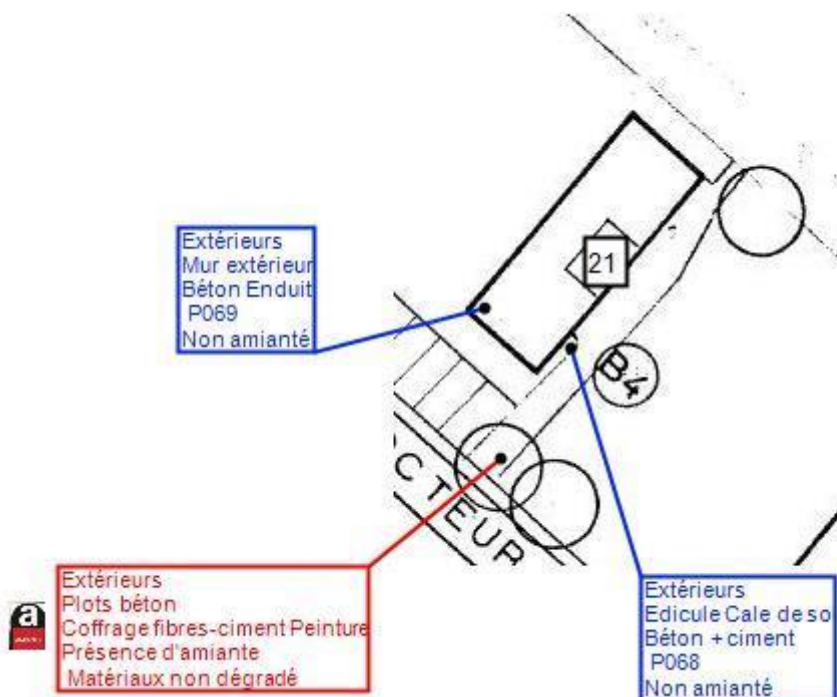 Extérieurs
Mur extérieur
Béton Enduit
P069
Non amianté
21
B4
CTEUR
a
Extérieurs
Plots béton
Coffrage fibres-ciment Peinture
Présence d'amiante
Matériaux non dégradé
Extérieurs
Edicule Cale de so
Béton + ciment
P068
Non amianté